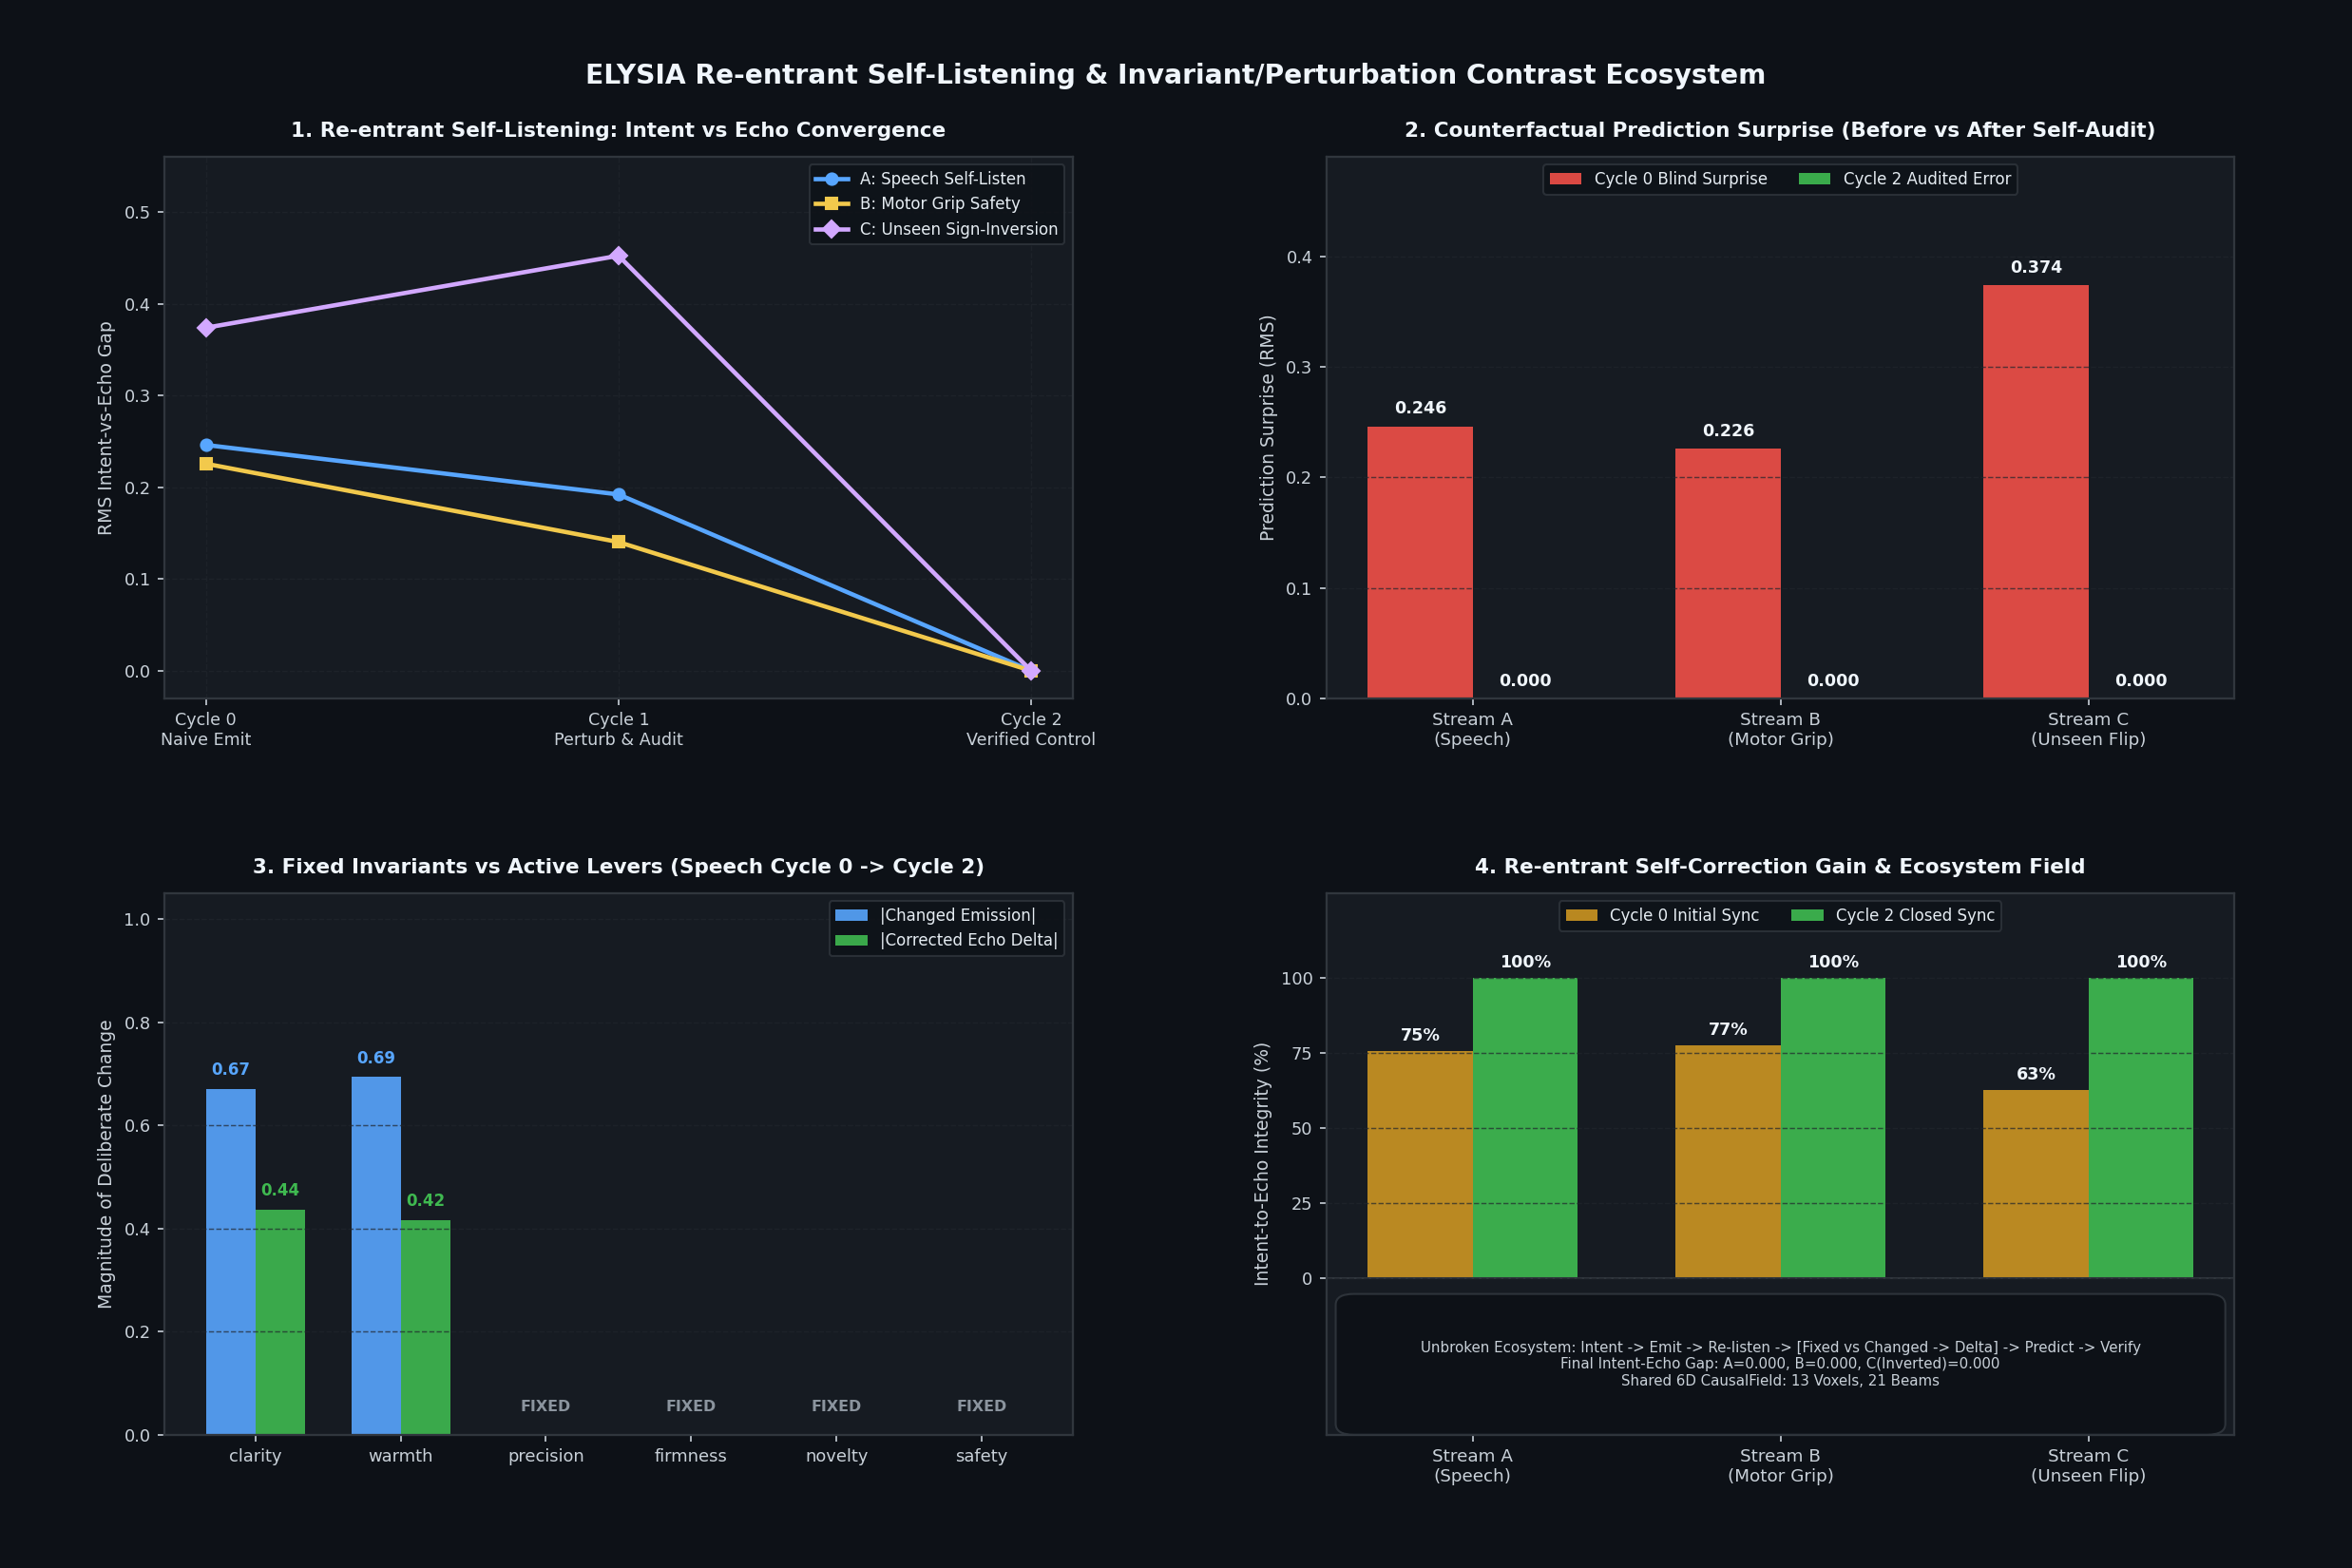 ELYSIA Re-entrant Self-Listening & Invariant/Perturbation Contrast Ecosystem
1. Re-entrant Self-Listening: Intent vs Echo Convergence
RMS Intent-vs-Echo Gap
0.5
0.4
0.3
0.2
0.1
0.0
A: Speech Self-Listen
B: Motor Grip Safety
C: Unseen Sign-Inversion
Cycle 0
Naive Emit
Cycle 1
Perturb & Audit
Cycle 2
Verified Control
2. Counterfactual Prediction Surprise (Before vs After Self-Audit)
Prediction Surprise (RMS)
0.4
0.3
0.2
0.1
0.0
Cycle 0 Blind Surprise
Cycle 2 Audited Error
0.246
0.000
0.226
0.000
0.374
0.000
Stream A
(Speech)
Stream B
(Motor Grip)
Stream C
(Unseen Flip)
3. Fixed Invariants vs Active Levers (Speech Cycle 0 -> Cycle 2)
Magnitude of Deliberate Change
1.0
0.8
0.6
0.4
0.2
0.0
|Changed Emission|
|Corrected Echo Delta|
0.67
0.44
0.69
0.42
FIXED
FIXED
FIXED
FIXED
clarity
warmth
precision
firmness
novelty
safety
4. Re-entrant Self-Correction Gain & Ecosystem Field
Intent-to-Echo Integrity (%)
100
75
50
25
0
Cycle 0 Initial Sync
Cycle 2 Closed Sync
75%
100%
77%
100%
63%
100%
Unbroken Ecosystem: Intent -> Emit -> Re-listen -> [Fixed vs Changed -> Delta] -> Predict -> Verify
Final Intent-Echo Gap: A=0.000, B=0.000, C(Inverted)=0.000
Shared 6D CausalField: 13 Voxels, 21 Beams
Stream A
(Speech)
Stream B
(Motor Grip)
Stream C
(Unseen Flip)